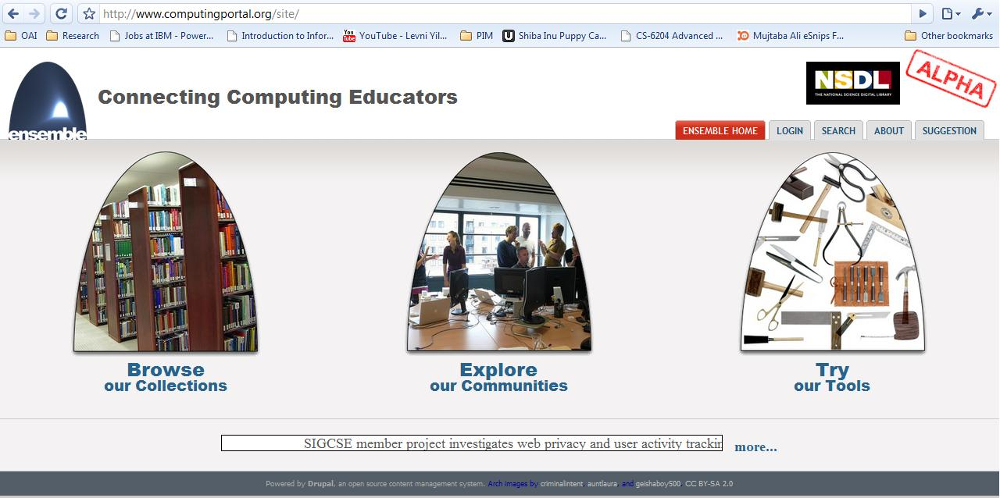 http://www.computingportal.org/site/
OAI Research Jobs at IBM - Power... Introduction to Infor... You Tube YouTube - Levni Yil... PIM U Shiba Inu Puppy Ca... CS-6204 Advanced ... Mujtaba Ali eSnips F... Other bookmarks
ensemble
Connecting Computing Educators
NSDL
THE NATIONAL SCIENCE DIGITAL LIBRARY
ALPHA
ENSEMBLE HOME LOGIN SEARCH ABOUT SUGGESTION
Browse
our Collections
Explore
our Communities
Try
our Tools
SIGCSE member project investigates web privacy and user activity trackin
more...
Powered by Drupal, an open source content management system. Arch images by criminalintent, auntlaura, and geishaboy500, CC BY-SA 2.0